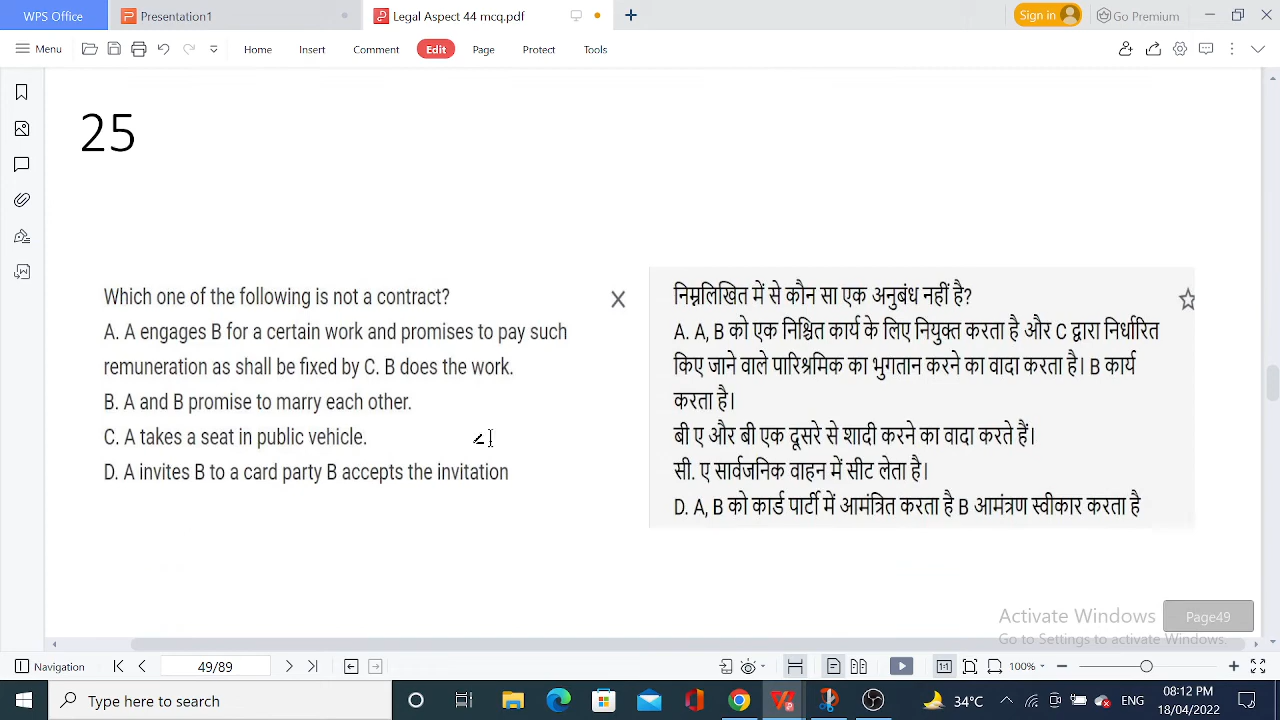 WPS Office
Presentation1
Legal Aspect 44 mcq.pdf
Sign in
Go Premium
Menu
Home
Insert
Comment
Edit
Page
Protect
Tools
25
Which one of the following is not a contract?
A. A engages B for a certain work and promises to pay such
remuneration as shall be fixed by C. B does the work.
B. A and B promise to marry each other.
C. A takes a seat in public vehicle.
D. A invites B to a card party B accepts the invitation
निम्नलिखित में से कौन सा एक अनुबंध नहीं है?
A. A, B को एक निश्चित कार्य के लिए नियुक्त करता है और C द्वारा निर्धारित
किए जाने वाले पारिश्रमिक का भुगतान करने का वादा करता है। B कार्य
करता है।
बी ए और बी एक दूसरे से शादी करने का वादा करते हैं।
सी. ए सार्वजनिक वाहन में सीट लेता है।
D. A, B को कार्ड पार्टी में आमंत्रित करता है B आमंत्रण स्वीकार करता है
Activate Windows
Go to Settings to activate Windows.
Page49
Navigation
49/89
100%
Type here to search
34°C
ENG
8:12 PM
18/04/2022